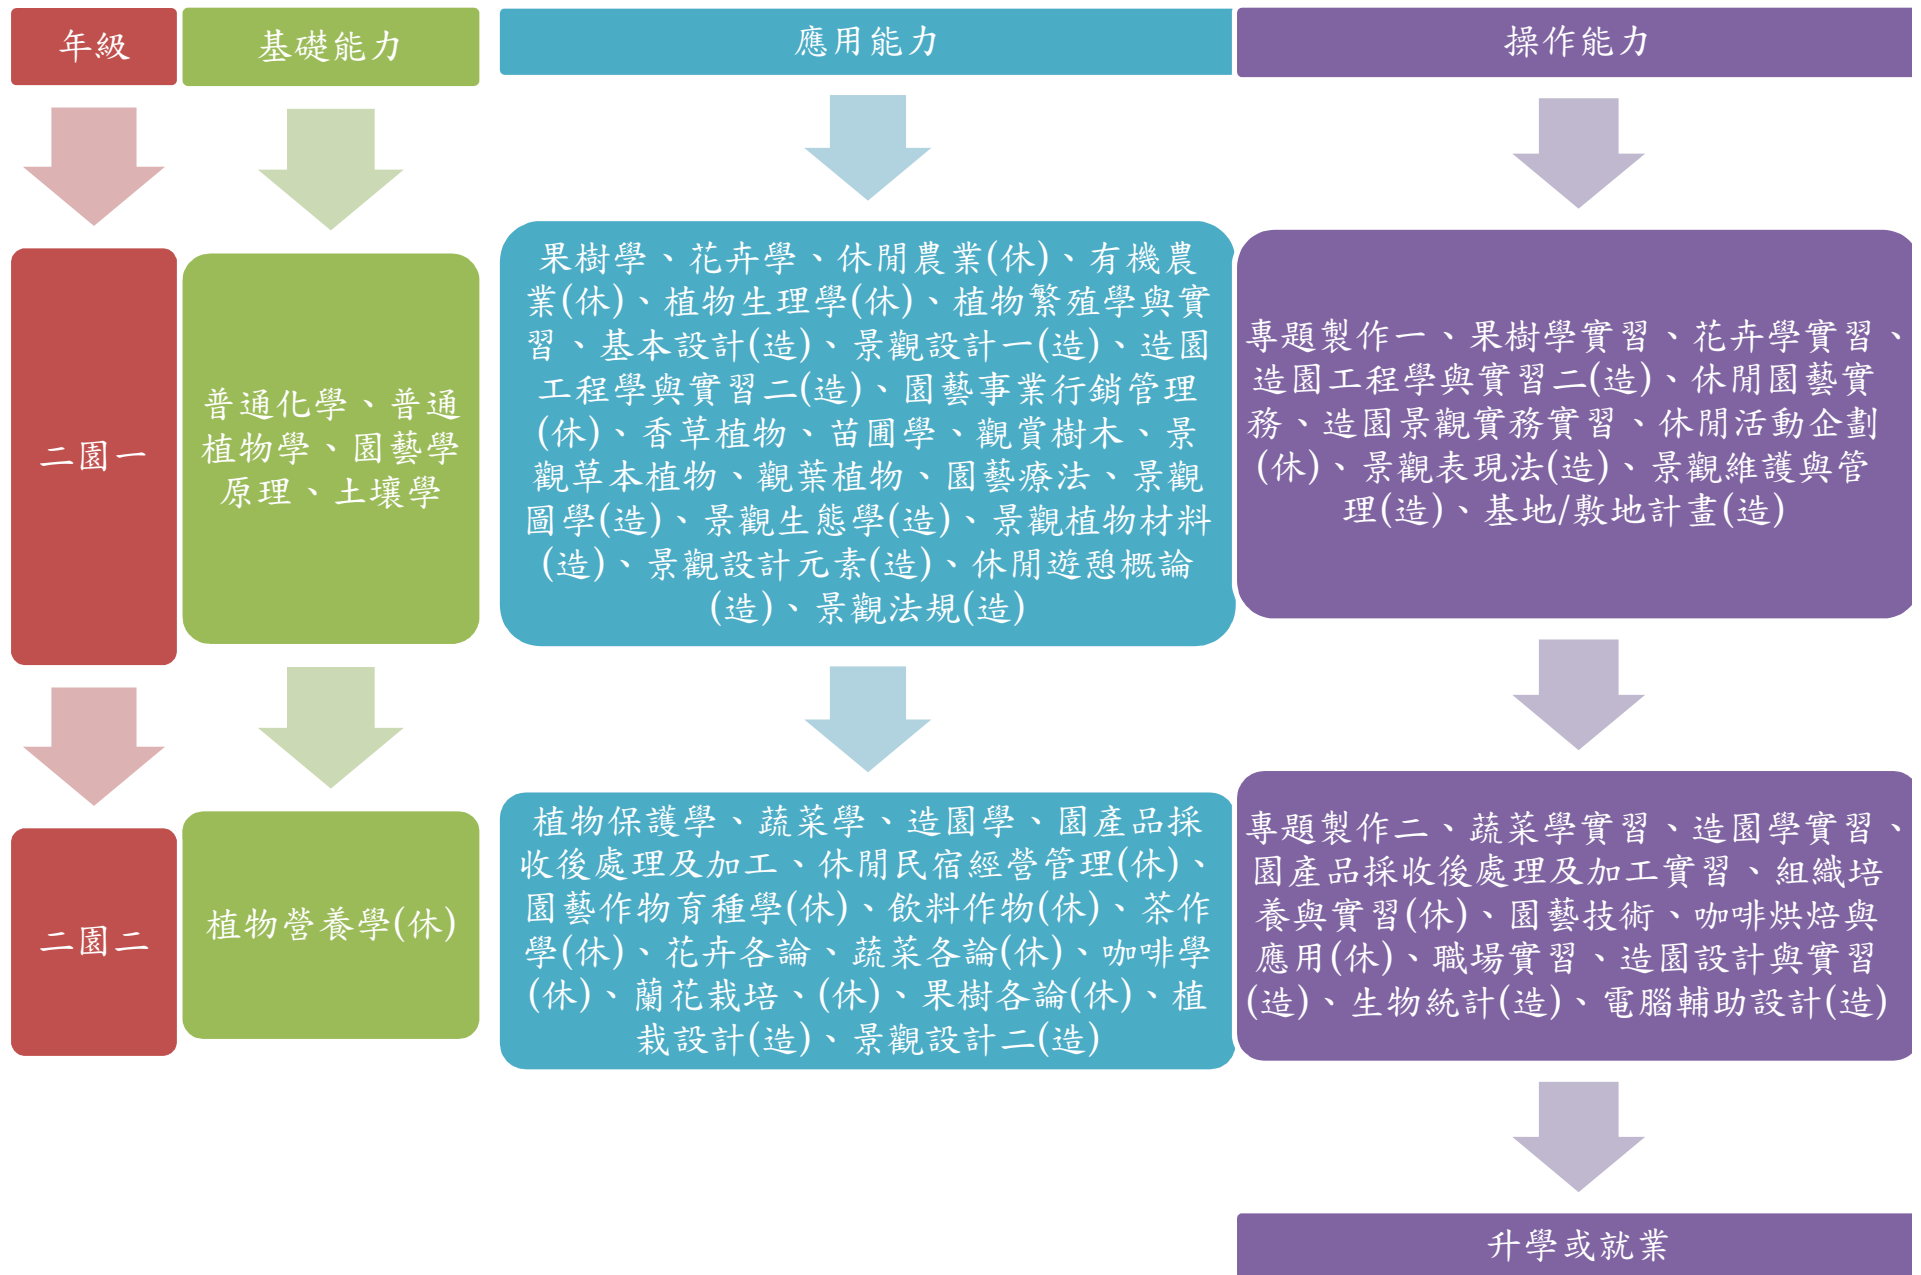 年級
基礎能力
應用能力
操作能力
二園一
普通化學、普通
植物學、園藝學
原理、土壤學
果樹學、花卉學、休閒農業(休)、有機農
業(休)、植物生理學(休)、植物繁殖學與實
習、基本設計(造)、景觀設計一(造)、造園
工程學與實習二(造)、園藝事業行銷管理
(休)、香草植物、苗圃學、觀賞樹木、景
觀草本植物、觀葉植物、園藝療法、景觀
圖學(造)、景觀生態學(造)、景觀植物材料
(造)、景觀設計元素(造)、休閒遊憩概論
(造)、景觀法規(造)
專題製作一、果樹學實習、花卉學實習、
造園工程學與實習二(造)、休閒園藝實
務、造園景觀實務實習、休閒活動企劃
(休)、景觀表現法(造)、景觀維護與管
理(造)、基地/敷地計畫(造)
二園二
植物營養學(休)
植物保護學、蔬菜學、造園學、園產品採
收後處理及加工、休閒民宿經營管理(休)、
園藝作物育種學(休)、飲料作物(休)、茶作
學(休)、花卉各論、蔬菜各論(休)、咖啡學
(休)、蘭花栽培、(休)、果樹各論(休)、植
栽設計(造)、景觀設計二(造)
專題製作二、蔬菜學實習、造園學實習、
園產品採收後處理及加工實習、組織培
養與實習(休)、園藝技術、咖啡烘焙與
應用(休)、職場實習、造園設計與實習
(造)、生物統計(造)、電腦輔助設計(造)
升學或就業